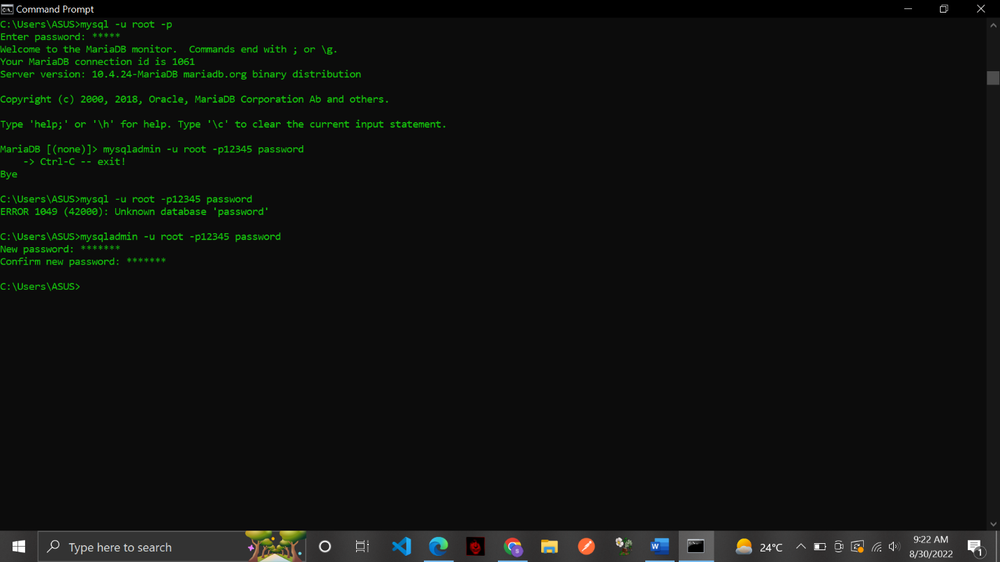 Command Prompt
C:\Users\ASUS>mysql -u root -p
Enter password: *****
Welcome to the MariaDB monitor.  Commands end with ; or \g.
Your MariaDB connection id is 1061
Server version: 10.4.24-MariaDB mariadb.org binary distribution

Copyright (c) 2000, 2018, Oracle, MariaDB Corporation Ab and others.

Type 'help;' or '\h' for help. Type '\c' to clear the current input statement.

MariaDB [(none)]> mysqladmin -u root -p12345 password
    -> Ctrl-C -- exit!
Bye

C:\Users\ASUS>mysql -u root -p12345 password
ERROR 1049 (42000): Unknown database 'password'

C:\Users\ASUS>mysqladmin -u root -p12345 password
New password: *******
Confirm new password: *******

C:\Users\ASUS>
Type here to search
24°C
9:22 AM
8/30/2022
1